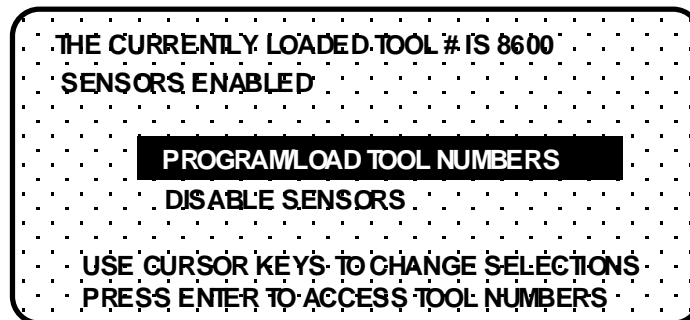 THE CURRENTLY LOADED TOOL # IS 8600
SENSORS ENABLED
PROGRAM/LOAD TOOL NUMBERS
DISABLE SENSORS
USE CURSOR KEYS TO CHANGE SELECTIONS
PRESS ENTER TO ACCESS TOOL NUMBERS